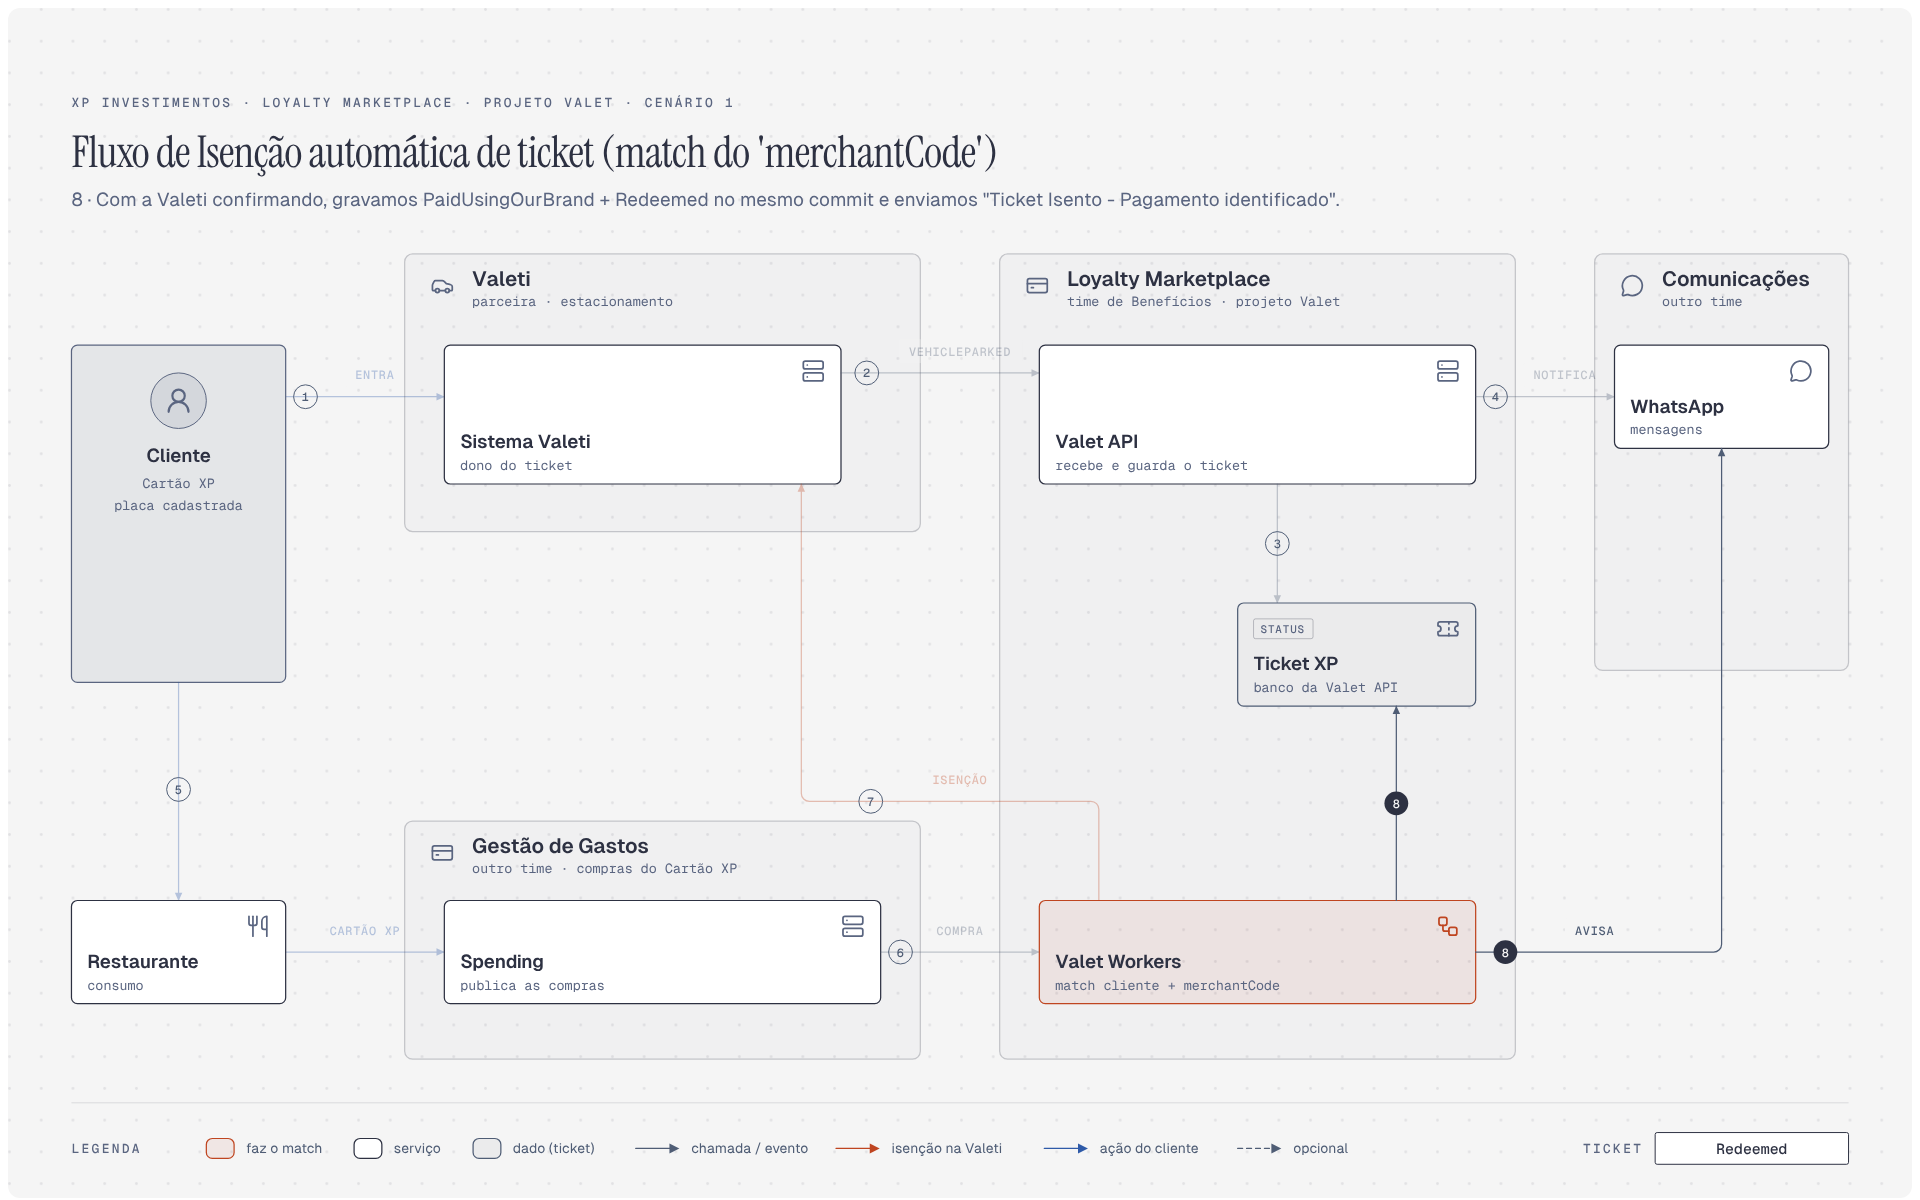 XP INVESTIMENTOS · LOYALTY MARKETPLACE · PROJETO VALET · CENÁRIO 1
Fluxo de Isenção automática de ticket (match do 'merchantCode')
8 · Com a Valeti confirmando, gravamos PaidUsingOurBrand + Redeemed no mesmo commit e enviamos "Ticket Isento - Pagamento identificado".
Valeti
parceira · estacionamento
Loyalty Marketplace
time de Benefícios · projeto Valet
Comunicações
outro time
Cliente
Cartão XP
placa cadastrada
1
ENTRA
Sistema Valeti
dono do ticket
2
VEHICLEPARKED
Valet API
recebe e guarda o ticket
4
NOTIFICA
WhatsApp
mensagens
3
STATUS
Ticket XP
banco da Valet API
5
7
ISENÇÃO
8
Gestão de Gastos
outro time · compras do Cartão XP
Restaurante
consumo
CARTÃO XP
Spending
publica as compras
6
COMPRA
Valet Workers
match cliente + merchantCode
8
AVISA
LEGENDA
faz o match
serviço
dado (ticket)
chamada / evento
isenção na Valeti
ação do cliente
opcional
TICKET
Redeemed